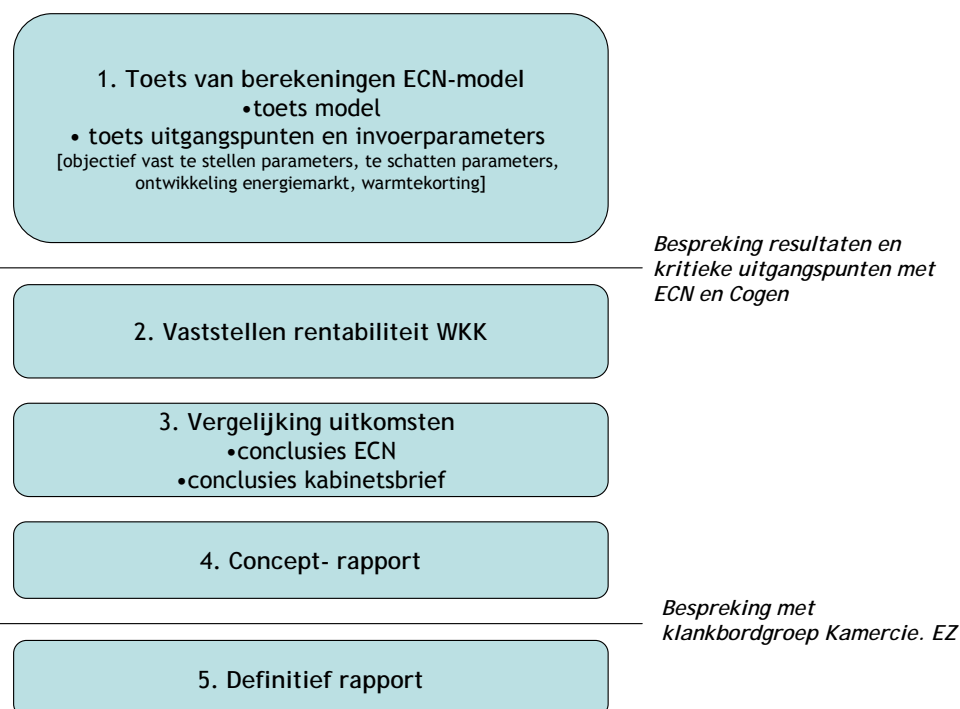 1. Toets van berekeningen ECN-model
•toets model
• toets uitgangspunten en invoerparameters
[objectief vast te stellen parameters, te schatten parameters,
ontwikkeling energiemarkt, warmtekorting]
Bespreking resultaten en
kritieke uitgangspunten met
ECN en Cogen
2. Vaststellen rentabiliteit WKK
3. Vergelijking uitkomsten
•conclusies ECN
•conclusies kabinetsbrief
4. Concept- rapport
Bespreking met
klankbordgroep Kamercie. EZ
5. Definitief rapport